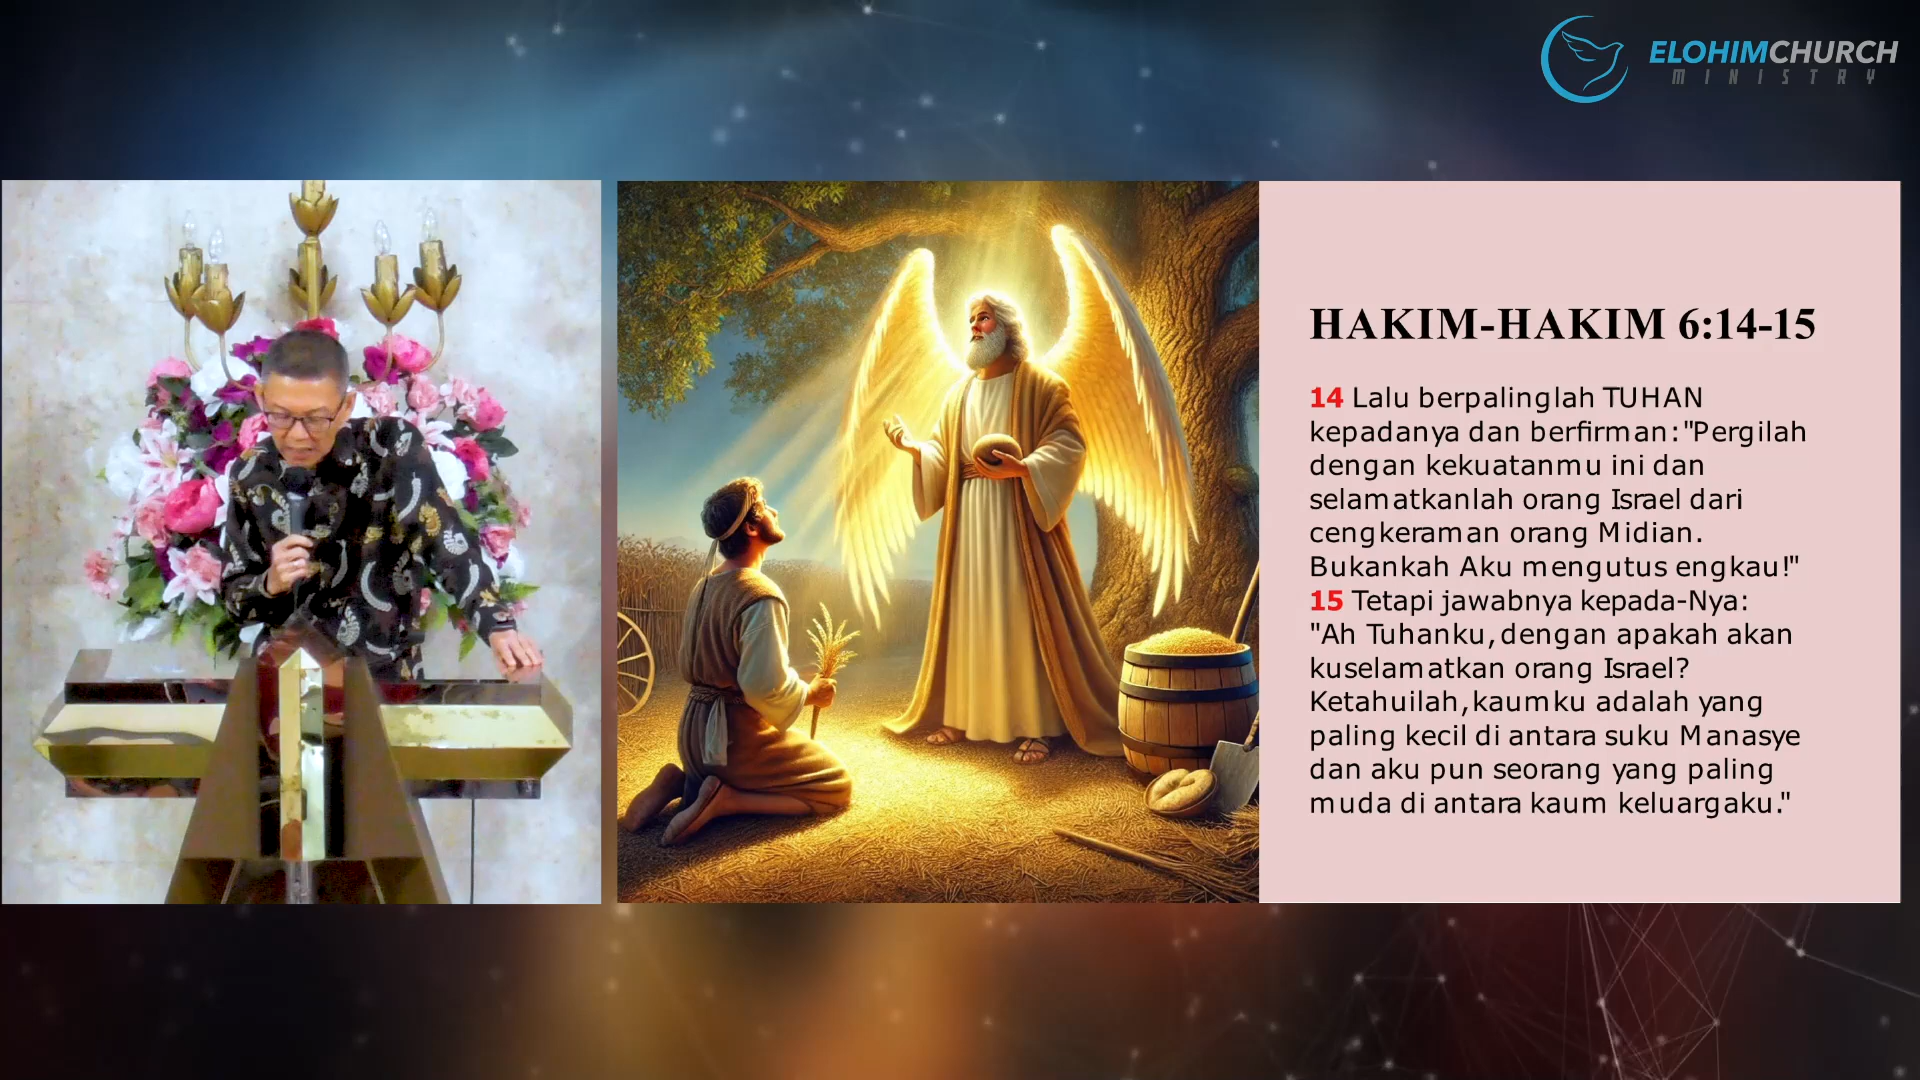 ELOHIMCHURCH
MINISTRY
HAKIM-HAKIM 6:14-15
14 Lalu berpalinglah TUHAN
kepadanya dan berfirman:"Pergilah
dengan kekuatanmu ini dan
selamatkanlah orang Israel dari
cengkeraman orang Midian.
Bukankah Aku mengutus engkau!"
15 Tetapi jawabnya kepada-Nya:
"Ah Tuhanku,dengan apakah akan
kuselamatkan orang Israel?
Ketahuilah,kaumku adalah yang
paling kecil di antara suku Manasye
dan aku pun seorang yang paling
muda di antara kaum keluargaku."